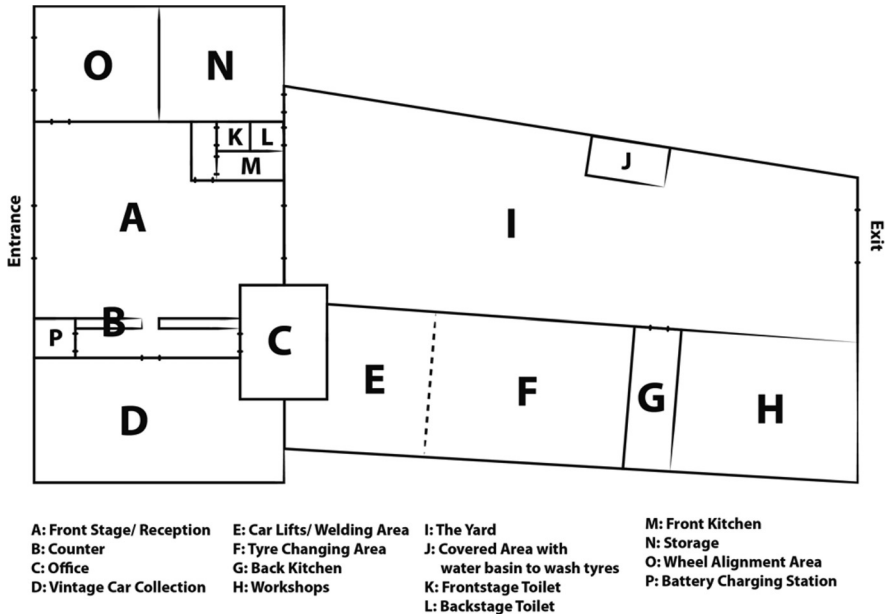 O
N
K
L
M
J
A
I
Entrance
Exit
B
P
C
E
F
G
H
D
A: Front Stage/ Reception
B: Counter
C: Office
D: Vintage Car Collection
E: Car Lifts/ Welding Area
F: Tyre Changing Area
G: Back Kitchen
H: Workshops
I: The Yard
J: Covered Area with
water basin to wash tyres
K: Frontstage Toilet
L: Backstage Toilet
M: Front Kitchen
N: Storage
O: Wheel Alignment Area
P: Battery Charging Station